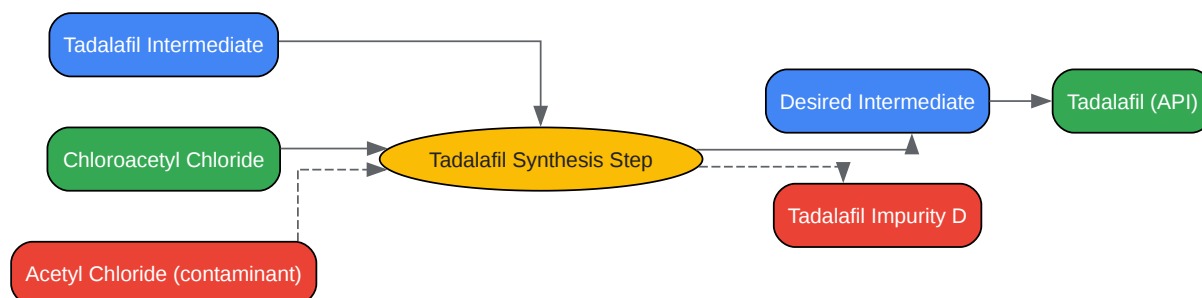 Tadalafil Intermediate
Chloroacetyl Chloride
Acetyl Chloride (contaminant)
Tadalafil Synthesis Step
Desired Intermediate
Tadalafil Impurity D
Tadalafil (API)